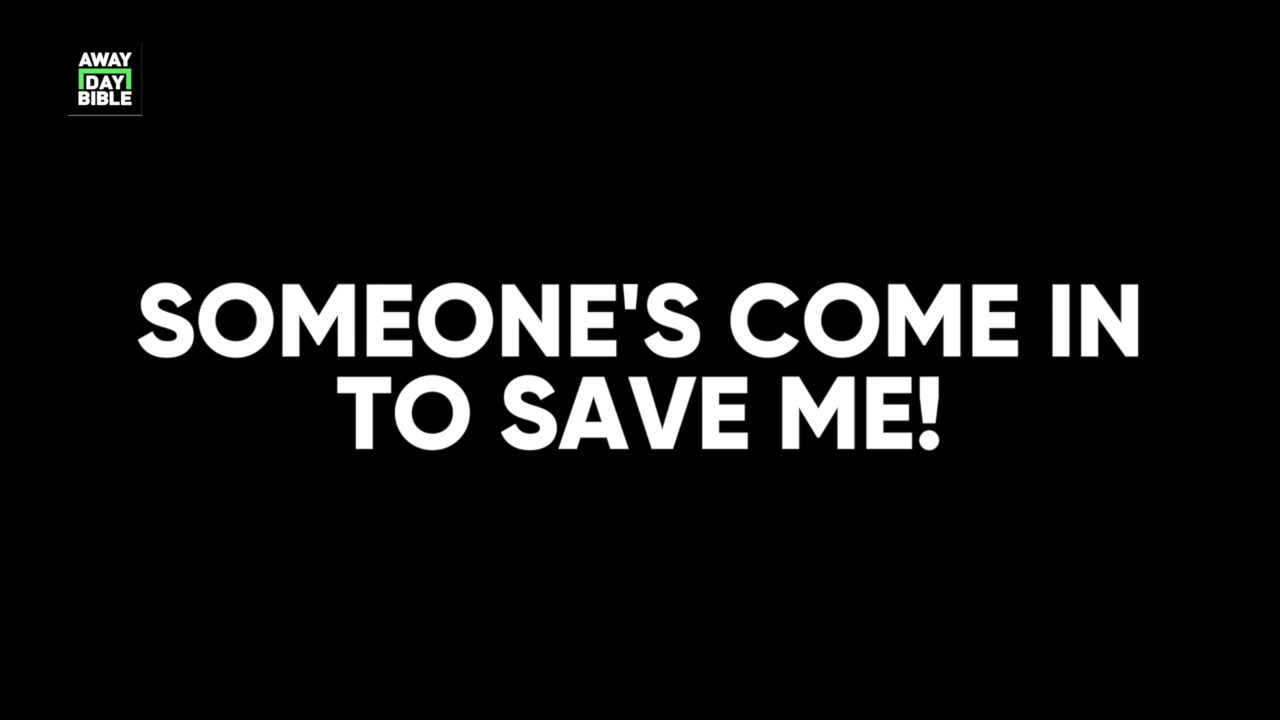 AWAY
DAY
BIBLE
SOMEONE'S COME IN
TO SAVE ME!